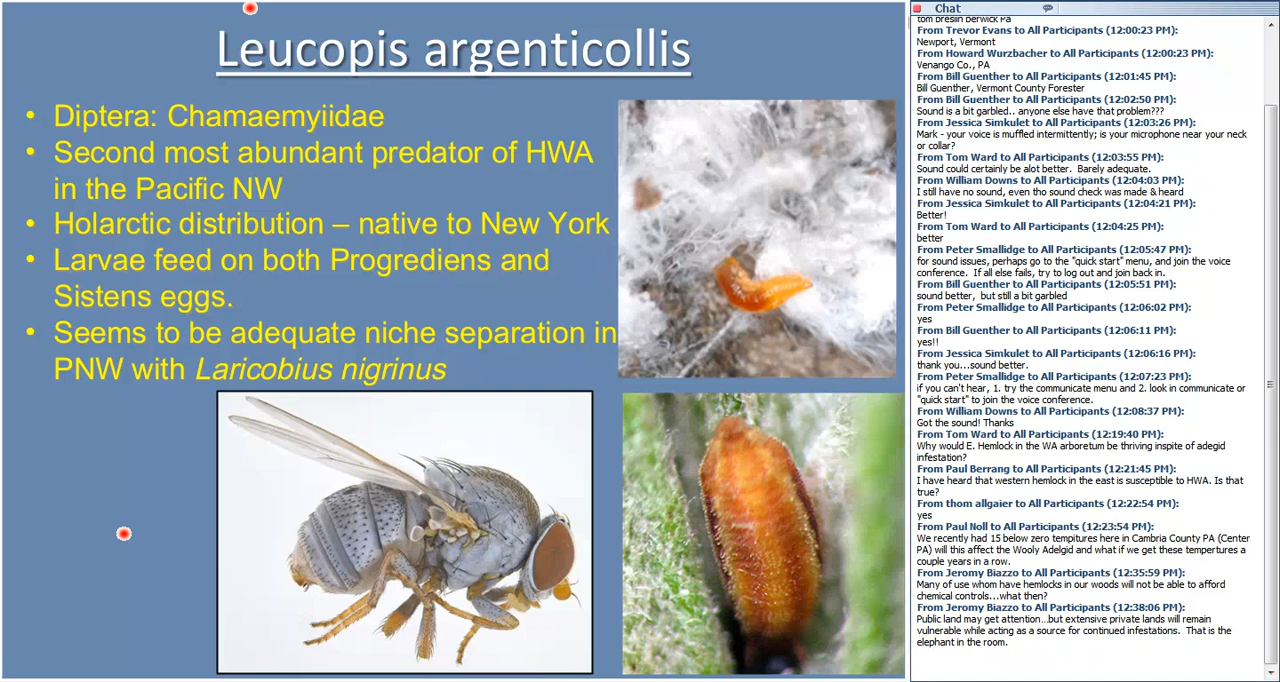 Leucopis argenticollis
• Diptera: Chamaemyiidae
• Second most abundant predator of HWA
in the Pacific NW
• Holarctic distribution – native to New York
• Larvae feed on both Progrediens and
Sistens eggs.
• Seems to be adequate niche separation in
PNW with Laricobius nigrinus
Chat
tom breslin berwick Pa
From Trevor Evans to All Participants (12:00:23 PM):
Newport, Vermont
From Howard Wurzbacher to All Participants (12:00:23 PM):
Venango Co., PA
From Bill Guenther to All Participants (12:01:45 PM):
Bill Guenther, Vermont County Forester
From Bill Guenther to All Participants (12:02:50 PM):
Sound is a bit garbled.. anyone else have that problem???
From Jessica Simkulet to All Participants (12:03:26 PM):
Mark - your voice is muffled intermittently; is your microphone near your neck
or collar?
From Tom Ward to All Participants (12:03:55 PM):
Sound could certainly be alot better. Barely adequate.
From William Downs to All Participants (12:04:03 PM):
I still have no sound, even tho sound check was made & heard
From Jessica Simkulet to All Participants (12:04:21 PM):
Better!
From Tom Ward to All Participants (12:04:25 PM):
better
From Peter Smallidge to All Participants (12:05:47 PM):
for sound issues, perhaps go to the "quick start" menu, and join the voice
conference. If all else fails, try to log out and join back in.
From Bill Guenther to All Participants (12:05:51 PM):
sound better, but still a bit garbled
From Peter Smallidge to All Participants (12:06:02 PM):
yes
From Bill Guenther to All Participants (12:06:11 PM):
yes!!
From Jessica Simkulet to All Participants (12:06:16 PM):
thank you...sound better.
From Peter Smallidge to All Participants (12:07:23 PM):
if you can't hear, 1. try the communicate menu and 2. look in communicate or
"quick start" to join the voice conference.
From William Downs to All Participants (12:08:37 PM):
Got the sound! Thanks
From Tom Ward to All Participants (12:19:40 PM):
Why would E. Hemlock in the WA arboretum be thriving inspite of adegid
infestation?
From Paul Berrang to All Participants (12:21:45 PM):
I have heard that western hemlock in the east is susceptible to HWA. Is that
true?
From thom allgaier to All Participants (12:22:54 PM):
yes
From Paul Noll to All Participants (12:23:54 PM):
We recently had 15 below zero tempitures here in Cambria County PA (Center
PA) will this affect the Wooly Adelgid and what if we get these tempertures a
couple years in a row.
From Jeromy Biazzo to All Participants (12:35:59 PM):
Many of use whom have hemlocks in our woods will not be able to afford
chemical controls...what then?
From Jeromy Biazzo to All Participants (12:38:06 PM):
Public land may get attention...but extensive private lands will remain
vulnerable while acting as a source for continued infestations. That is the
elephant in the room.